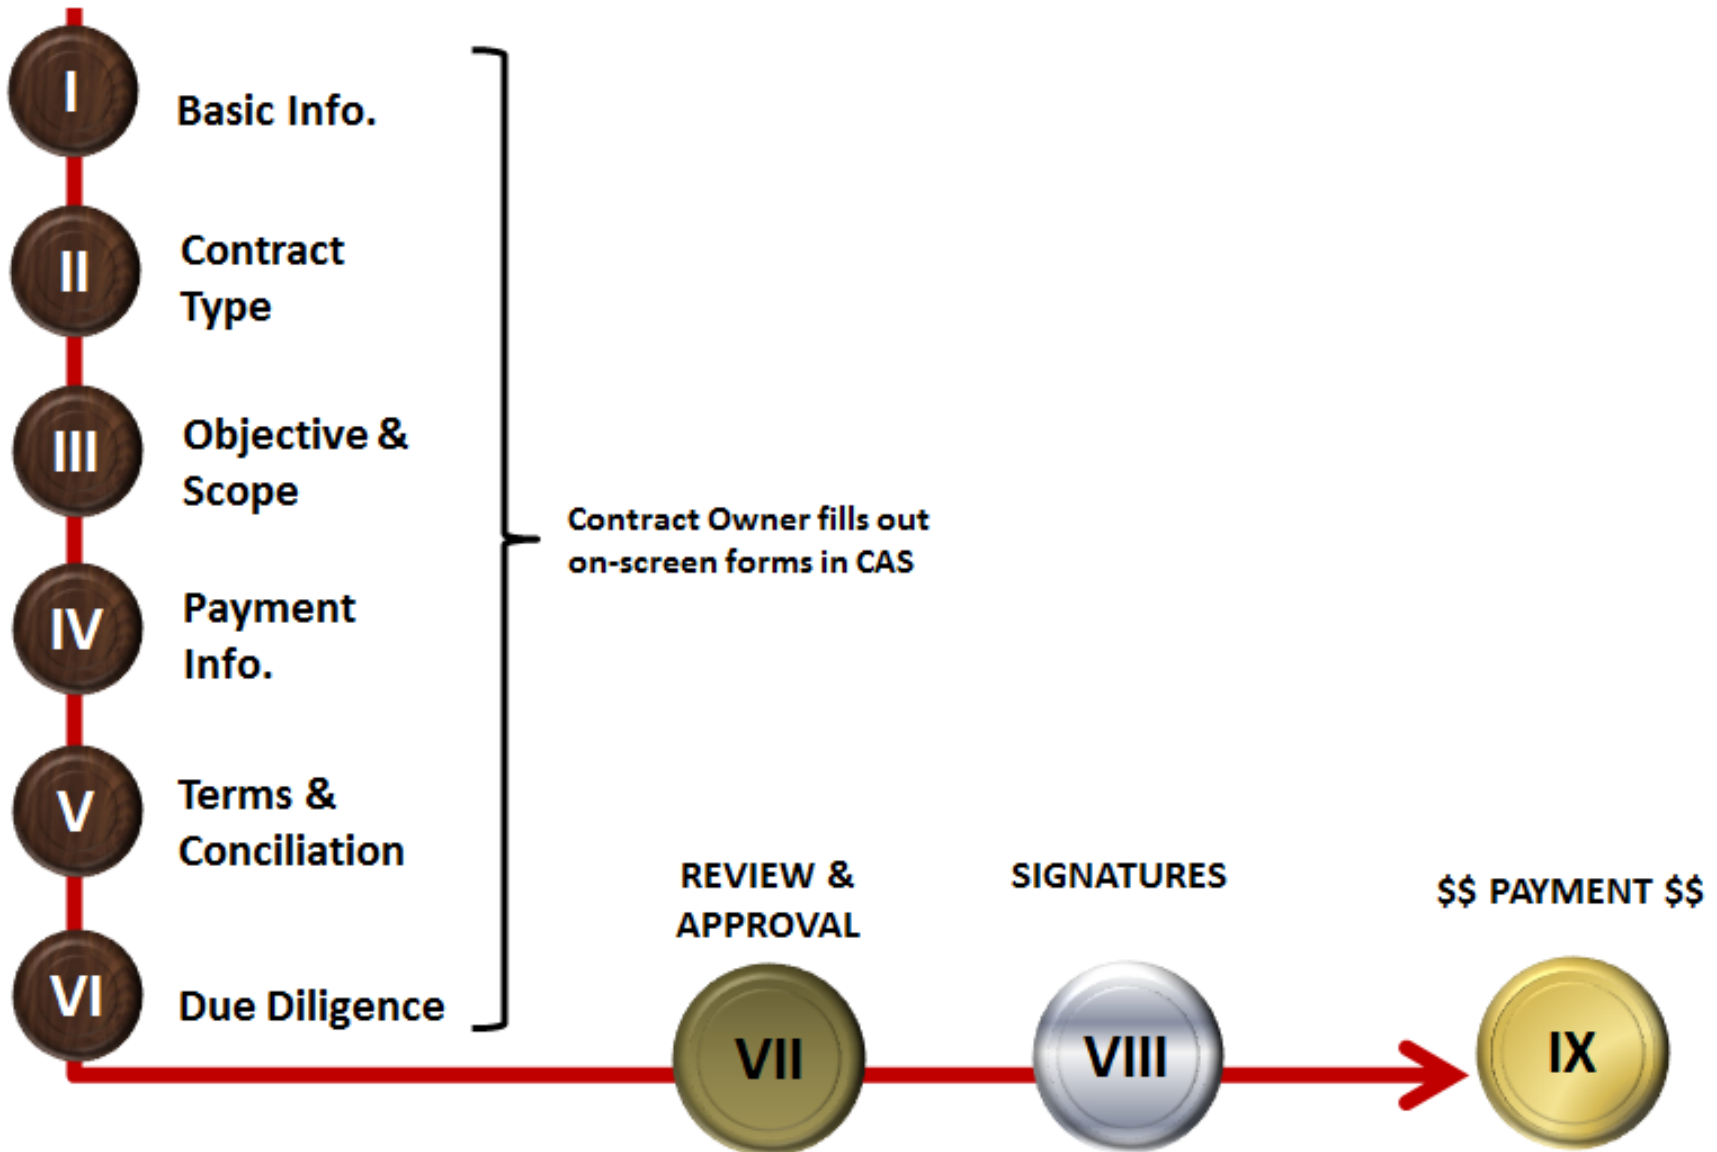 I
Basic Info.
II
Contract
Type
III
Objective &
Scope
IV
Payment
Info.
V
Terms &
Conciliation
VI
Due Diligence
Contract Owner fills out
on-screen forms in CAS
REVIEW &
APPROVAL
VII
SIGNATURES
VIII
$$ PAYMENT $$
IX